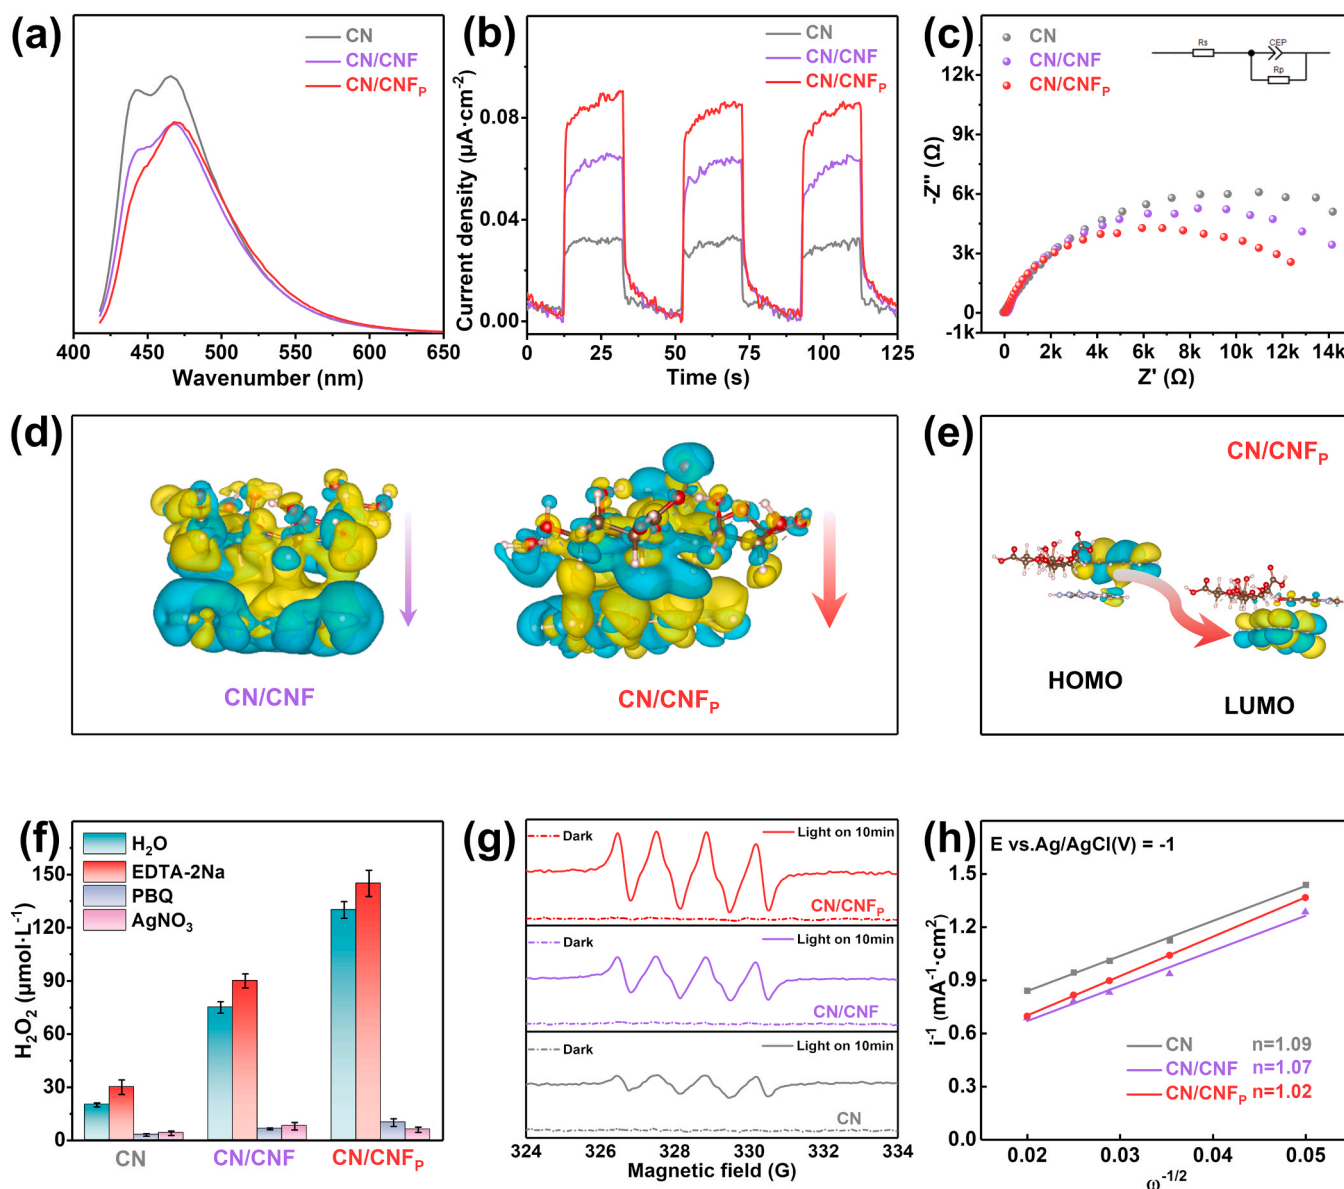 (a)
CN
CN/CNF
CN/CNFP
400 450 500 550 600 650
Wavenumber (nm)
(b)
CN
CN/CNF
CN/CNFP
Current density (μA·cm-2)
0.08
0.04
0.00
0 25 50 75 100 125
Time (s)
(c)
CN
CN/CNF
CN/CNFP
Rs
CEP
Rp
-Z'' (Ω)
12k
9k
6k
3k
0
-1k
0 2k 4k 6k 8k 10k 12k 14k
Z' (Ω)
(d)
CN/CNF
CN/CNFP
(e)
CN/CNFP
HOMO
LUMO
(f)
H2O
EDTA-2Na
PBQ
AgNO3
H2O2 (μmol·L-1)
150
120
90
60
30
0
CN CN/CNF CN/CNFP
(g)
Dark
Light on 10min
CN/CNFP
Dark
Light on 10min
CN/CNF
Dark
Light on 10min
CN
324 326 328 330 332 334
Magnetic field (G)
(h)
E vs.Ag/AgCl(V) = -1
i-1 (mA-1·cm2)
1.5
1.2
0.9
0.6
0.3
0.0
CN n=1.09
CN/CNF n=1.07
CN/CNFP n=1.02
0.02 0.03 0.04 0.05
ω-1/2